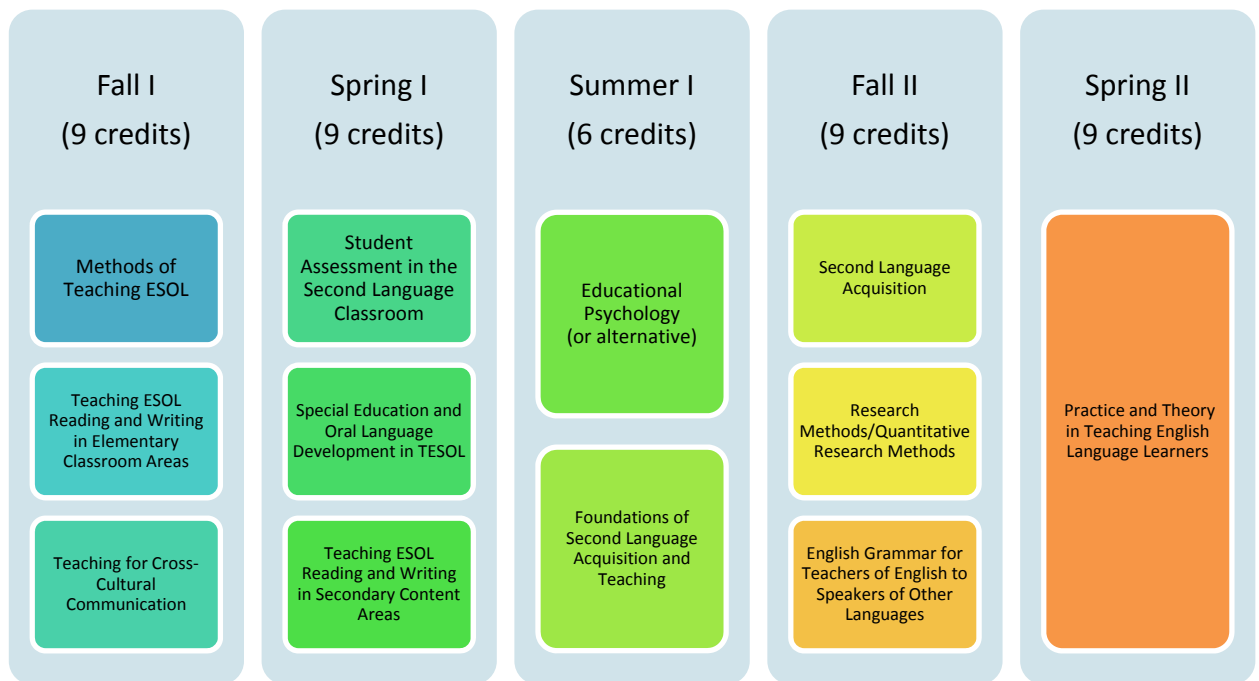 Fall I
(9 credits)
Methods of
Teaching ESOL
Teaching ESOL
Reading and Writing
in Elementary
Classroom Areas
Teaching for Cross-
Cultural
Communication
Spring I
(9 credits)
Student
Assessment in the
Second Language
Classroom
Special Education and
Oral Language
Development in TESOL
Teaching ESOL
Reading and Writing
in Secondary Content
Areas
Summer I
(6 credits)
Educational
Psychology
(or alternative)
Foundations of
Second Language
Acquisition and
Teaching
Fall II
(9 credits)
Second Language
Acquisition
Research
Methods/Quantitative
Research Methods
English Grammar for
Teachers of English to
Speakers of Other
Languages
Spring II
(9 credits)
Practice and Theory
in Teaching English
Language Learners